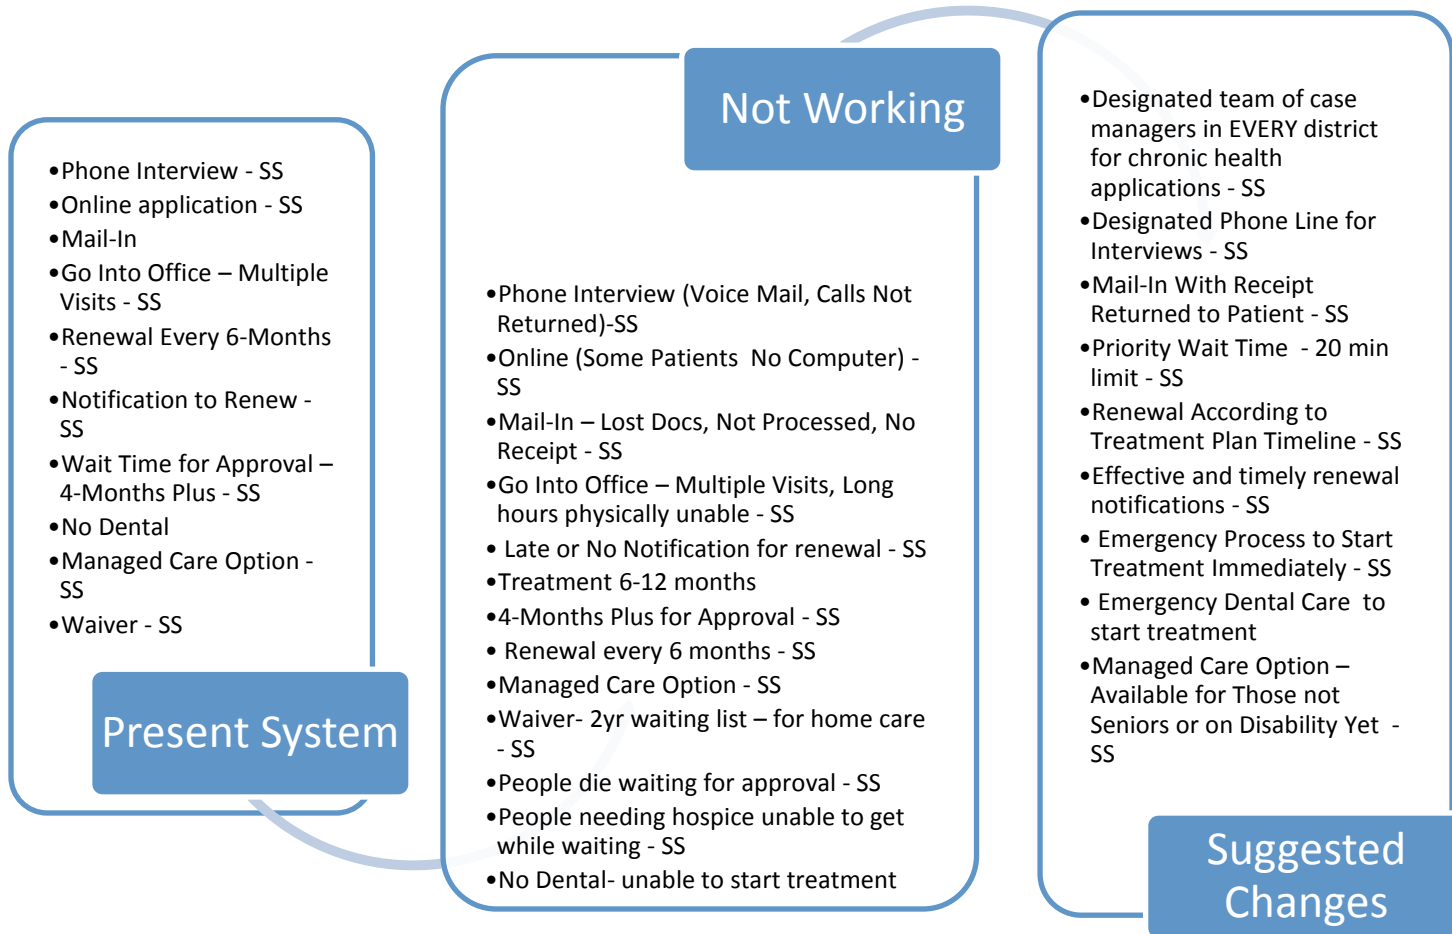 •Phone Interview - SS
•Online application - SS
•Mail-In
•Go Into Office – Multiple
Visits - SS
•Renewal Every 6-Months
- SS
•Notification to Renew -
SS
•Wait Time for Approval –
4-Months Plus - SS
•No Dental
•Managed Care Option -
SS
•Waiver - SS
Present System
Not Working
•Phone Interview (Voice Mail, Calls Not
Returned)-SS
•Online (Some Patients  No Computer) -
SS
•Mail-In – Lost Docs, Not Processed, No
Receipt - SS
•Go Into Office – Multiple Visits, Long
hours physically unable - SS
• Late or No Notification for renewal - SS
•Treatment 6-12 months
•4-Months Plus for Approval - SS
• Renewal every 6 months - SS
•Managed Care Option - SS
•Waiver- 2yr waiting list – for home care
- SS
•People die waiting for approval - SS
•People needing hospice unable to get
while waiting - SS
•No Dental- unable to start treatment
•Designated team of case
managers in EVERY district
for chronic health
applications - SS
•Designated Phone Line for
Interviews - SS
•Mail-In With Receipt
Returned to Patient - SS
•Priority Wait Time  - 20 min
limit - SS
•Renewal According to
Treatment Plan Timeline - SS
•Effective and timely renewal
notifications - SS
• Emergency Process to Start
Treatment Immediately - SS
• Emergency Dental Care  to
start treatment
•Managed Care Option –
Available for Those not
Seniors or on Disability Yet  -
SS
Suggested
Changes